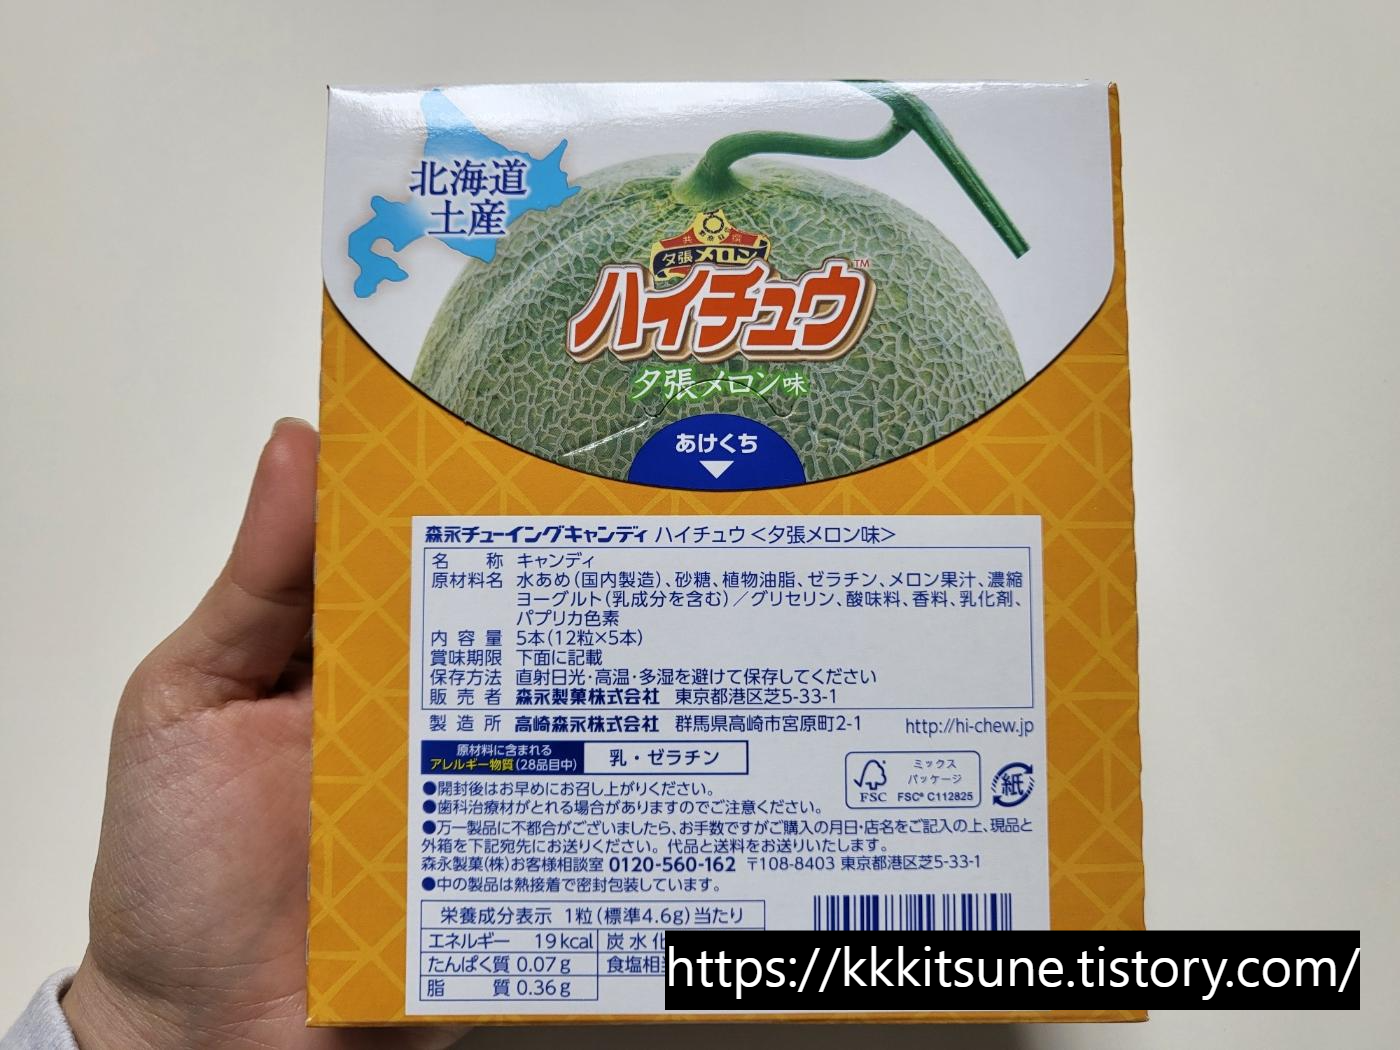 北海道
土産
共撰
夕張メロン
ハイチュウ™
夕張メロン味
あけくち
森永チューイングキャンディ ハイチュウ<夕張メロン味>
名称 キャンディ
原材料名 水あめ(国内製造)、砂糖、植物油脂、ゼラチン、メロン果汁、濃縮
ヨーグルト(乳成分を含む)/グリセリン、酸味料、香料、乳化剤、
パプリカ色素
内容量 5本(12粒×5本)
賞味期限 下面に記載
保存方法 直射日光・高温・多湿を避けて保存してください
販売者 森永製菓株式会社 東京都港区芝5-33-1
製造所 高崎森永株式会社 群馬県高崎市宮原町2-1 http://hi-chew.jp
原材料に含まれる
アレルギー物質(28品目中) 乳・ゼラチン
ミックス
パッケージ
FSC FSC® C112825
紙
●開封後はお早めにお召し上がりください。
●歯科治療材がとれる場合がありますのでご注意ください。
●万一製品に不都合がございましたら、お手数ですがご購入の月日・店名をご記入の上、現品と
外箱を下記宛先にお送りください。代品と送料をお送りいたします。
森永製菓(株)お客様相談室 0120-560-162 〒108-8403 東京都港区芝5-33-1
●中の製品は熱接着で密封包装しています。
栄養成分表示 1粒(標準4.6g)当たり
エネルギー 19kcal 炭水化
たんぱく質 0.07g 食塩相
脂質 0.36g
https://kkkitsune.tistory.com/